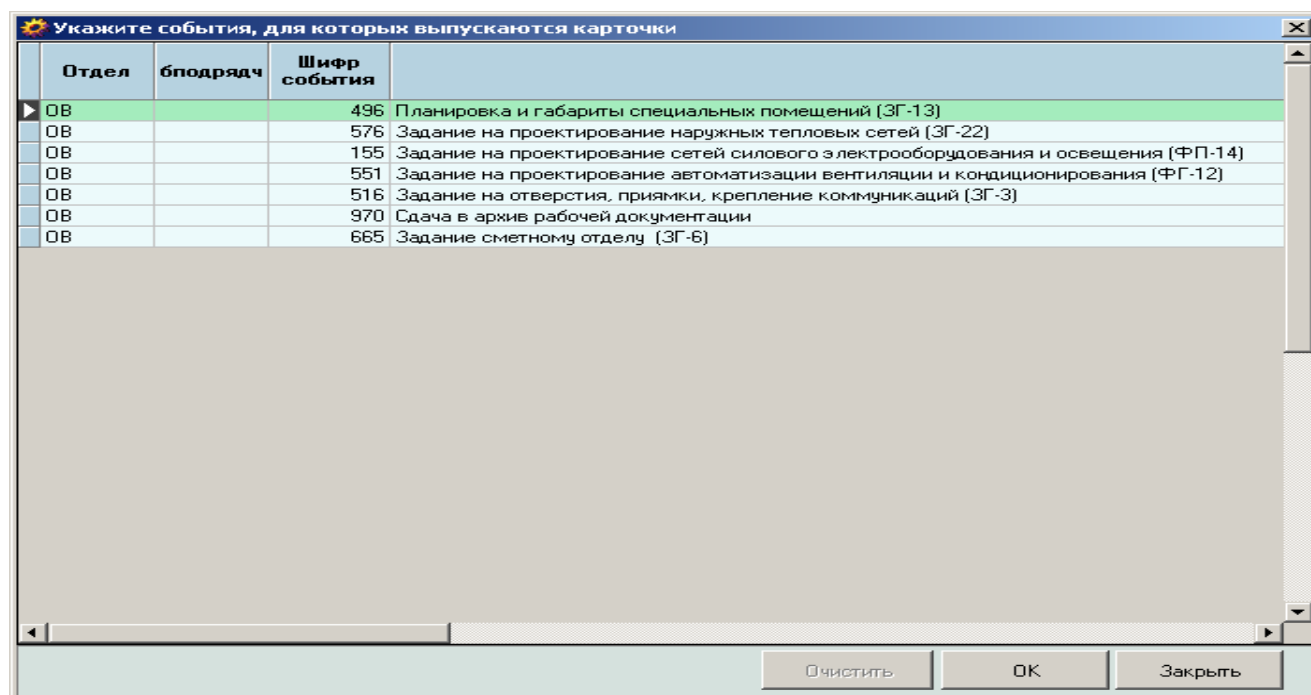 Укажите события, для которых выпускаются карточки
Отдел бподрядч Шифр события
ОВ 496 Планировка и габариты специальных помещений (ЗГ-13)
ОВ 576 Задание на проектирование наружных тепловых сетей (ЗГ-22)
ОВ 155 Задание на проектирование сетей силового электрооборудования и освещения (ФП-14)
ОВ 551 Задание на проектирование автоматизации вентиляции и кондиционирования (ФГ-12)
ОВ 516 Задание на отверстия, приямки, крепление коммуникаций (ЗГ-3)
ОВ 970 Сдача в архив рабочей документации
ОВ 665 Задание сметному отделу (ЗГ-6)
Очистить ОК Закрыть